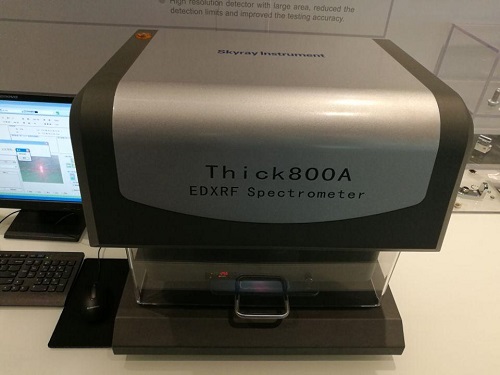 High resolution detector with large area, reduced the
detection limits and improved the testing accuracy.
Skyray Instrument
Thick800A
EDXRF Spectrometer